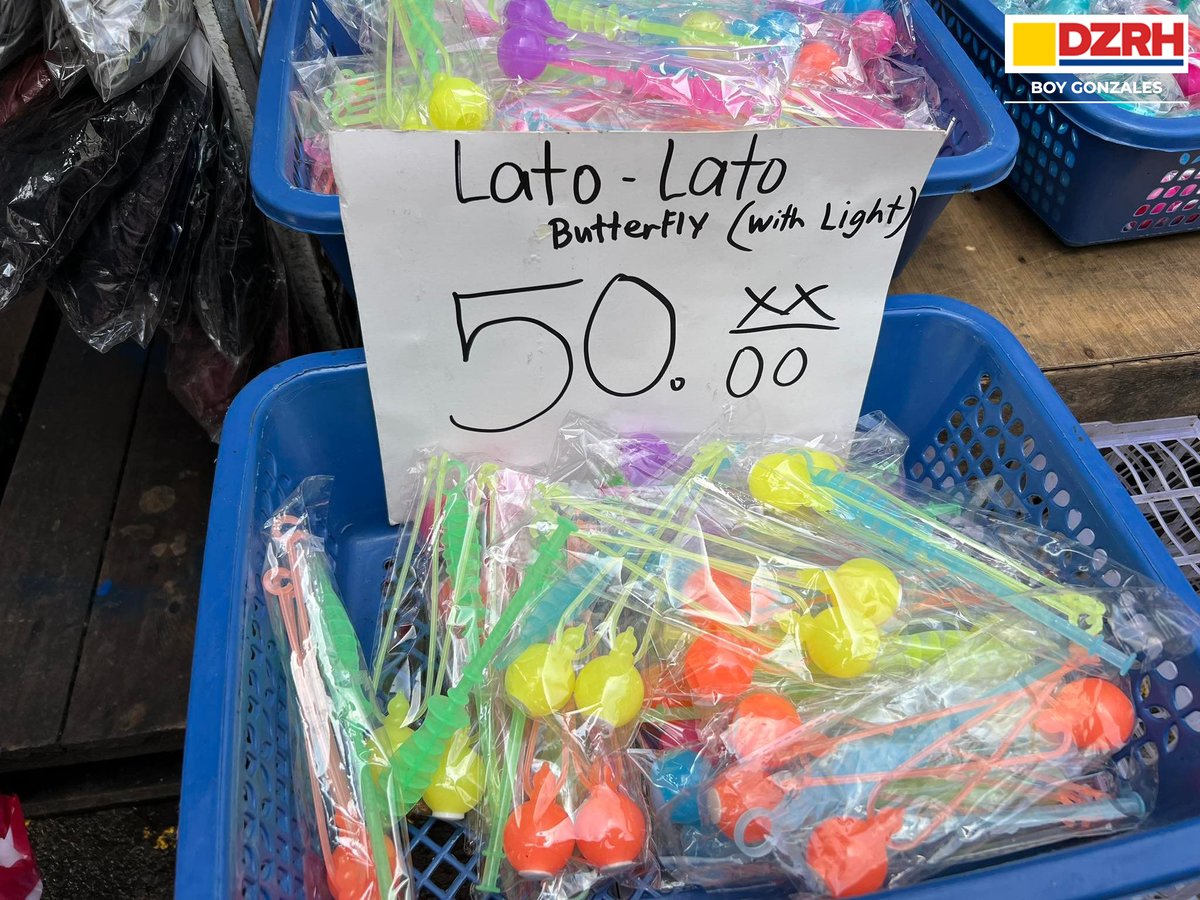 DZRH
BOY GONZALES
Lato - Lato
ButterFly (with Light)
50. xx
00